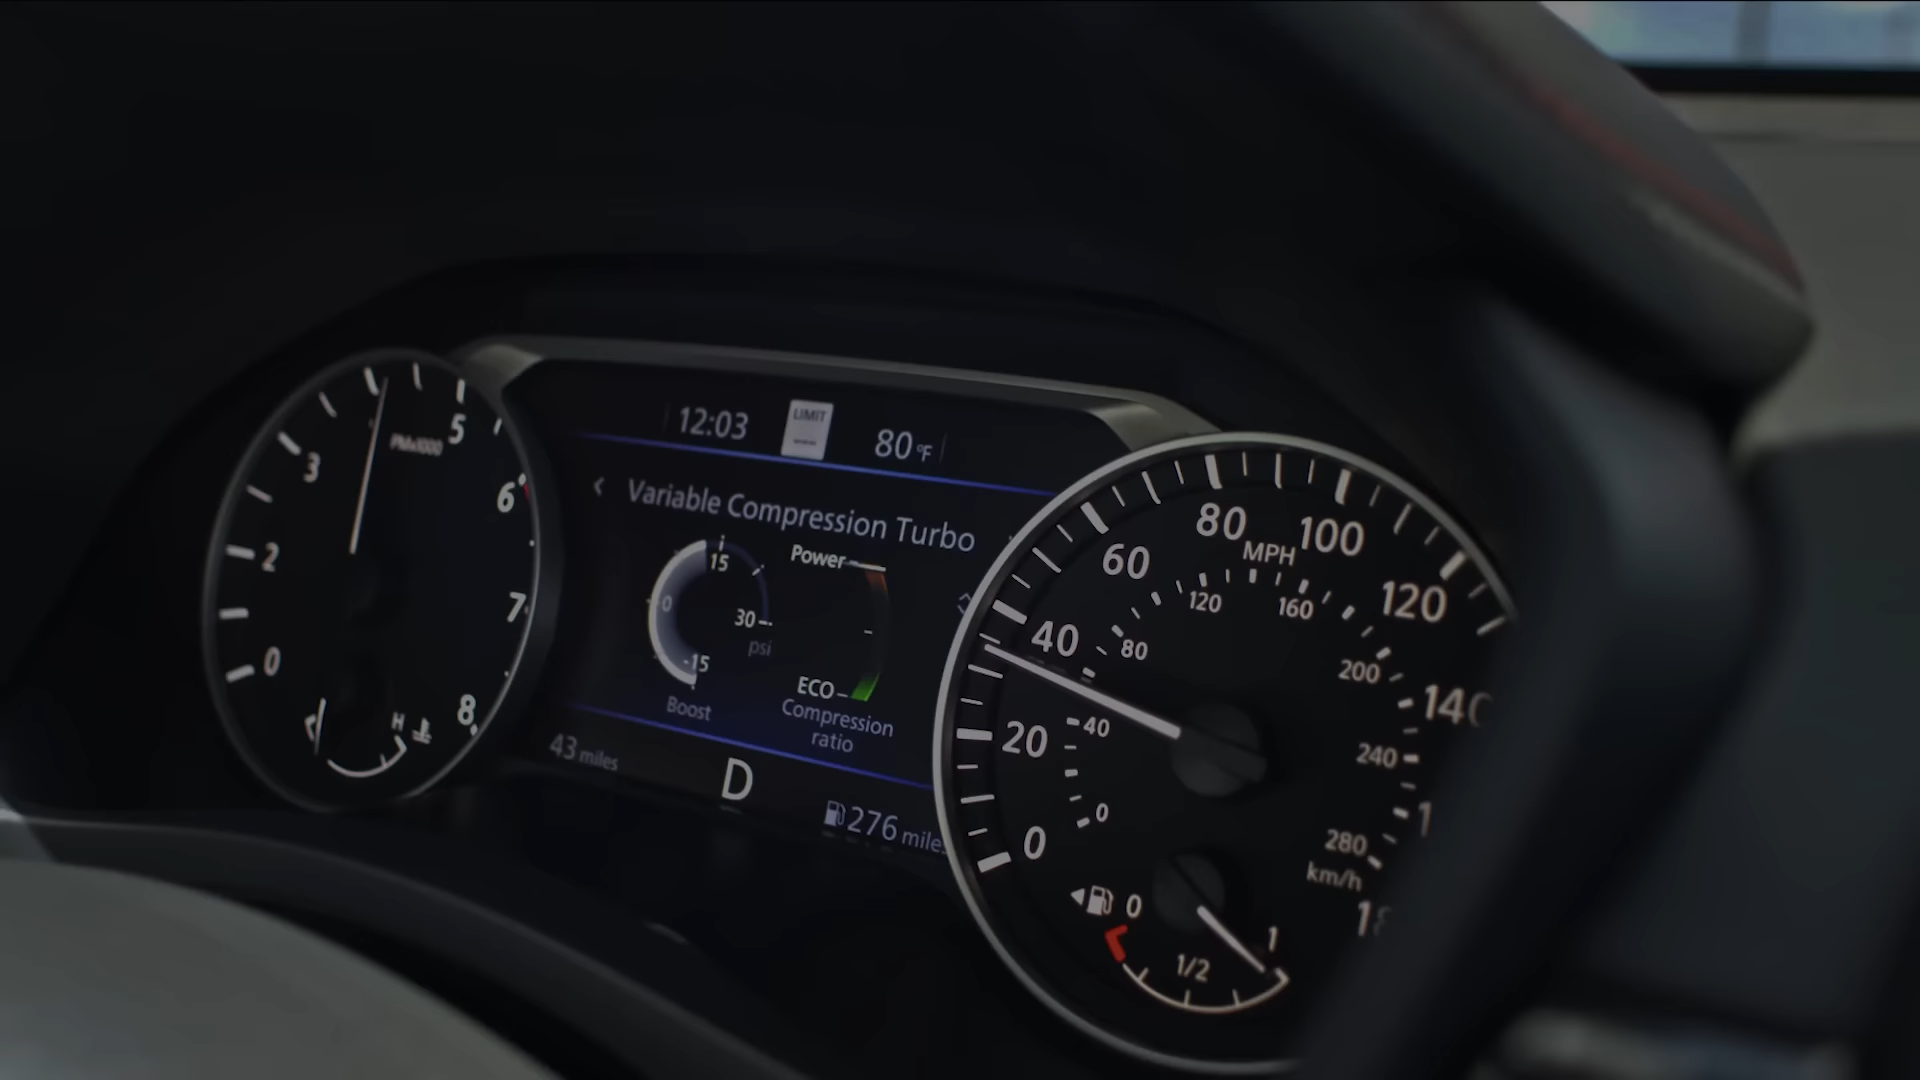 12:03
LIMIT
80 °F
Variable Compression Turbo
15
0
30
psi
-15
Boost
Power
ECO
Compression
ratio
43 miles
D
276 miles
0
2
3
5
6
7
8
H
0
20
40
60
80
100
120
140
MPH
0
40
80
120
160
200
240
280
km/h
0
1/2
1